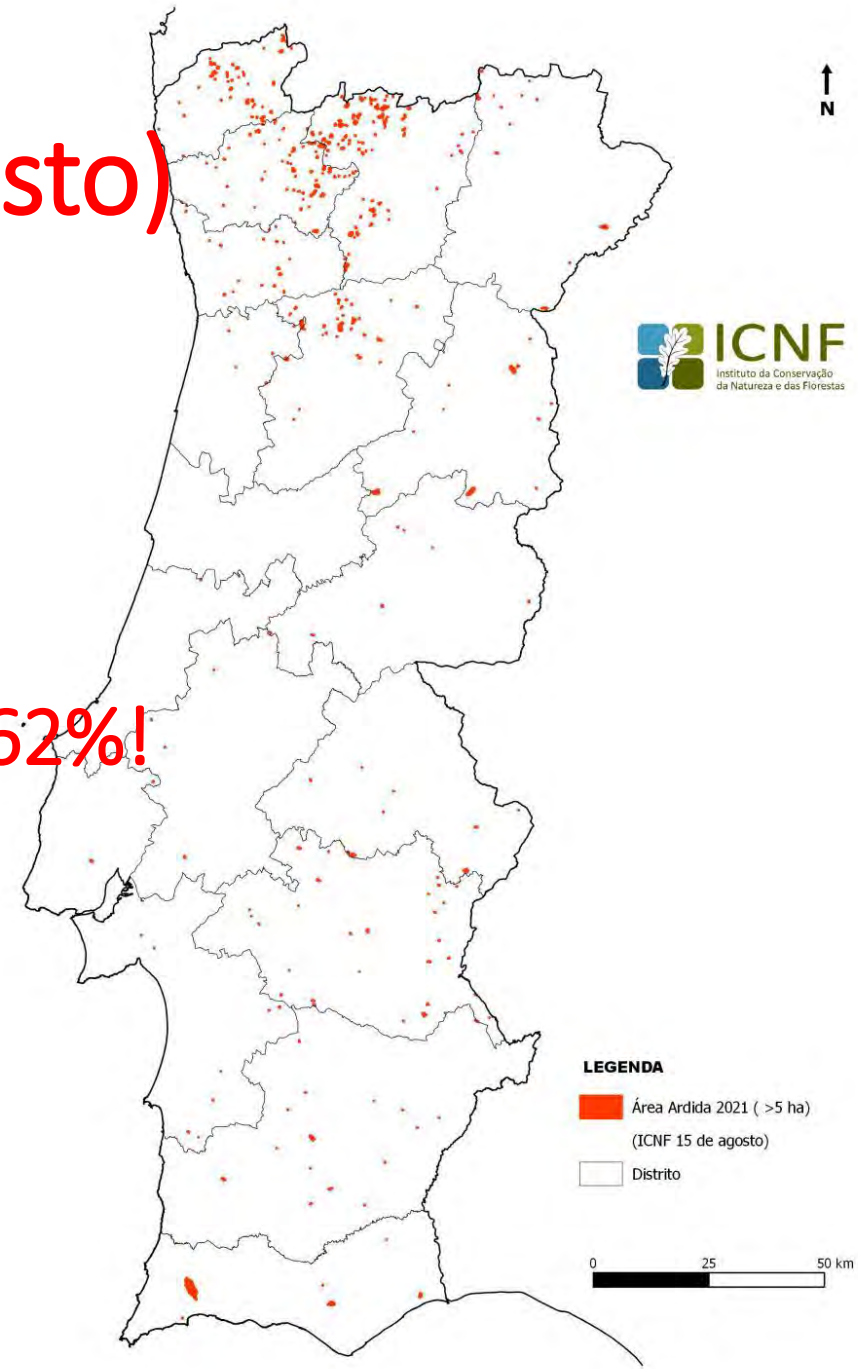 N
sto)
ICNF
Instituto da Conservação
da Natureza e das Florestas
62%!
LEGENDA
Área Ardida 2021 ( >5 ha)
(ICNF 15 de agosto)
Distrito
0 25 50 km